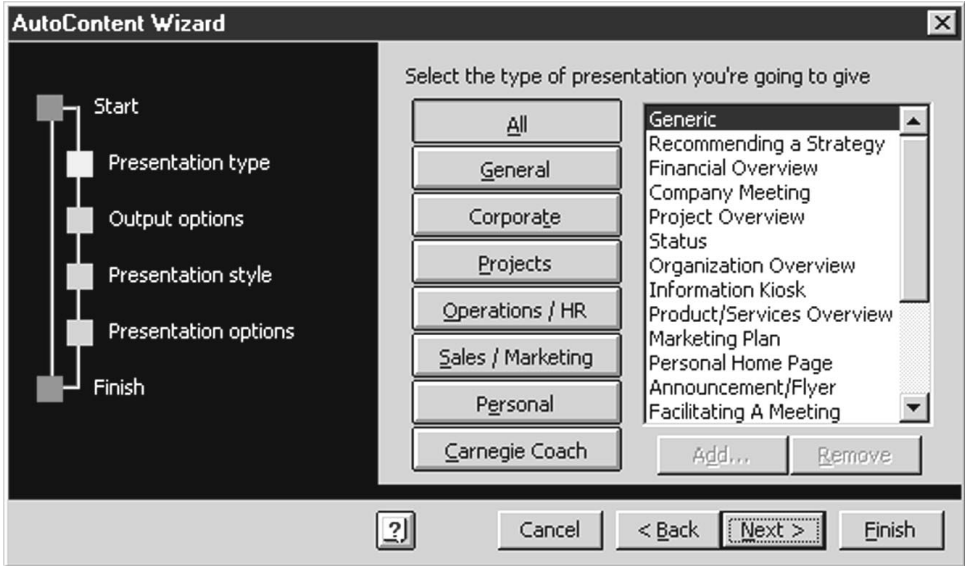 AutoContent Wizard
Start
Presentation type
Output options
Presentation style
Presentation options
Finish
Select the type of presentation you're going to give
All
General
Corporate
Projects
Operations / HR
Sales / Marketing
Personal
Carnegie Coach
Generic
Recommending a Strategy
Financial Overview
Company Meeting
Project Overview
Status
Organization Overview
Information Kiosk
Product/Services Overview
Marketing Plan
Personal Home Page
Announcement/Flyer
Facilitating A Meeting
Add... Remove
? Cancel < Back Next > Finish